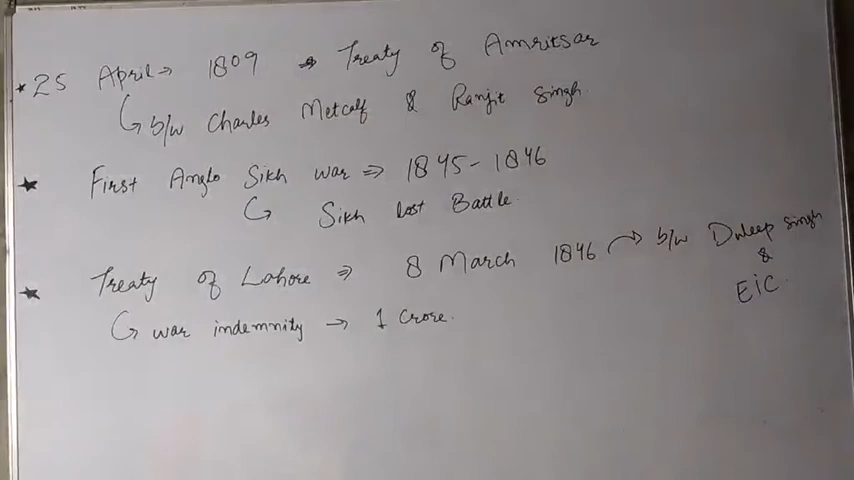 ★ 25 April → 1809 → Treaty of Amritsar
↳ b/w Charles Metcalf & Ranjit Singh.
★ First Anglo Sikh war ⇒ 1845-1846
↳ Sikh lost Battle.
★ Treaty of Lahore ⇒ 8 March 1846 → b/w Duleep Singh
&
EiC.
↳ war indemnity → 1 Crore.